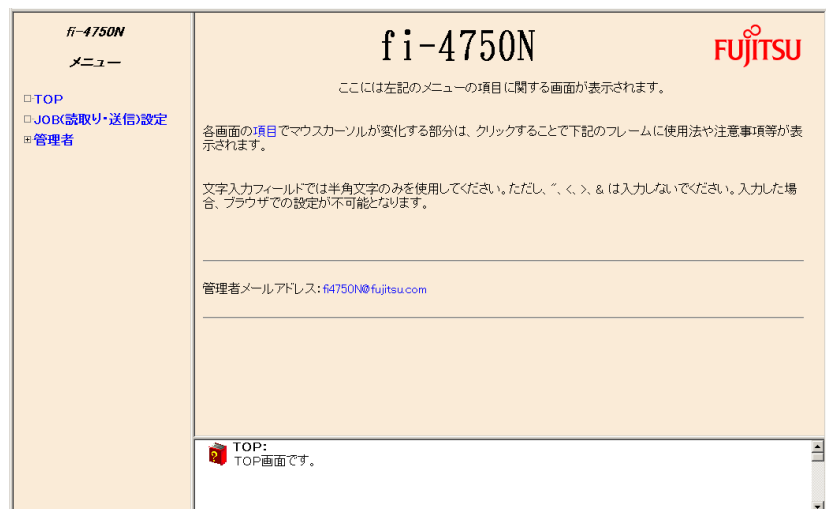 fi-4750N
メニュー
TOP
JOB(読取り・送信)設定
管理者
fi-4750N
FUJITSU
ここには左記のメニューの項目に関する画面が表示されます。
各画面の項目でマウスカーソルが変化する部分は、クリックすることで下記のフレームに使用法や注意事項等が表
示されます。
文字入力フィールドでは半角文字のみを使用してください。ただし、~、<、>、& は入力しないでください。入力した場
合、ブラウザでの設定が不可能となります。
管理者メールアドレス：fi4750N@fujitsu.com
TOP:
TOP画面です。